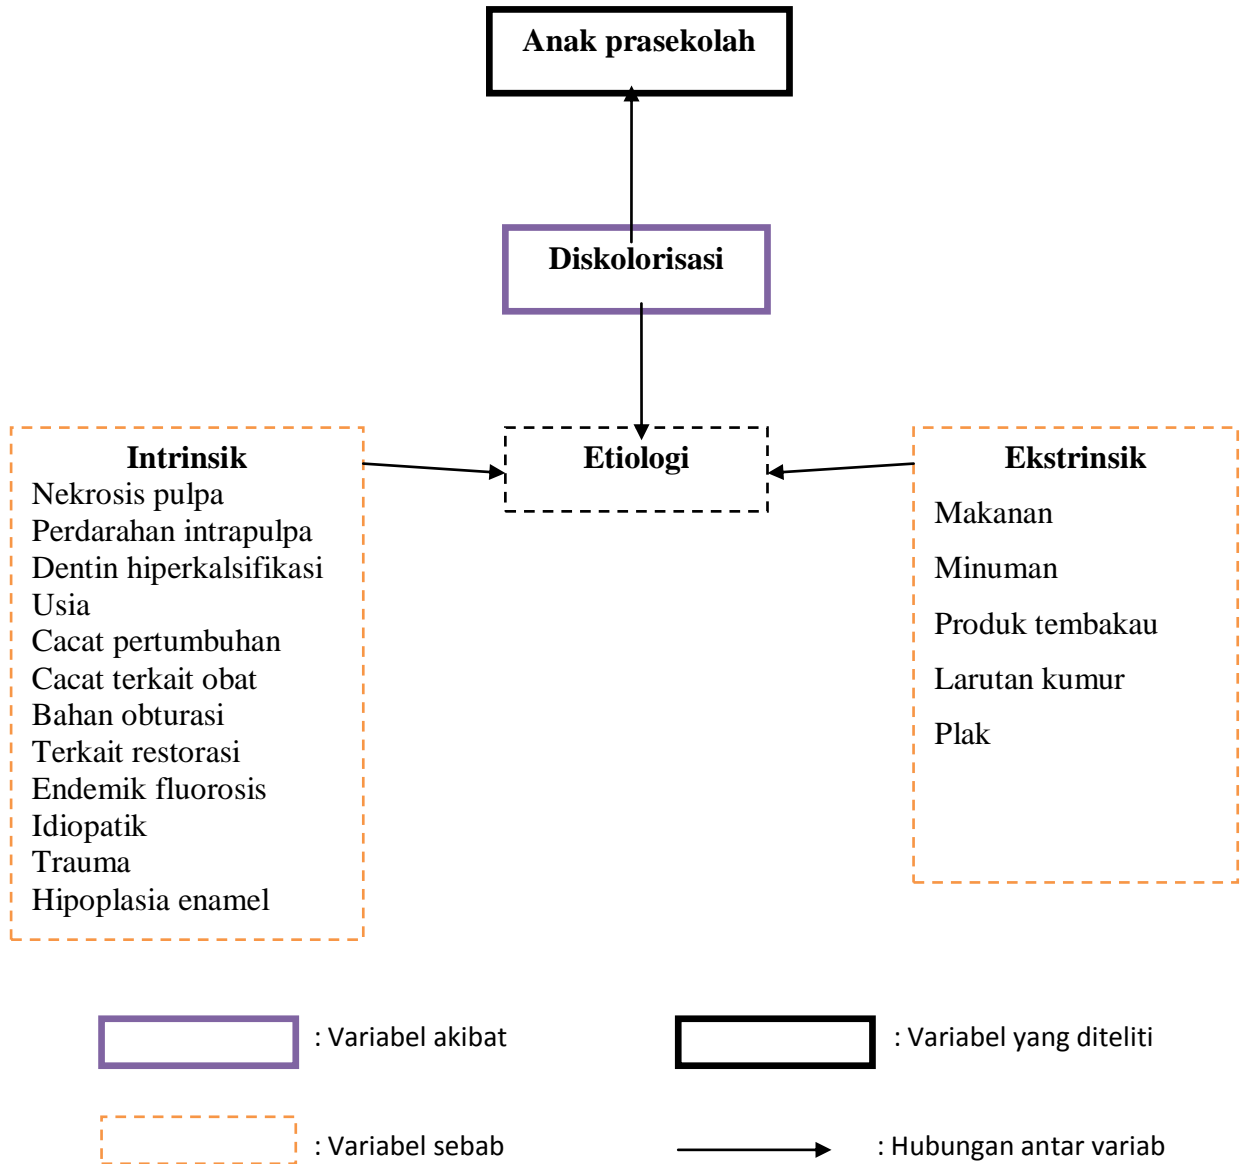 Anak prasekolah
Diskolorisasi
Intrinsik
Nekrosis pulpa
Perdarahan intrapulpa
Dentin hiperkalsifikasi
Usia
Cacat pertumbuhan
Cacat terkait obat
Bahan obturasi
Terkait restorasi
Endemik fluorosis
Idiopatik
Trauma
Hipoplasia enamel
Etiologi
Ekstrinsik
Makanan
Minuman
Produk tembakau
Larutan kumur
Plak
: Variabel akibat
: Variabel yang diteliti
: Variabel sebab
: Hubungan antar variab